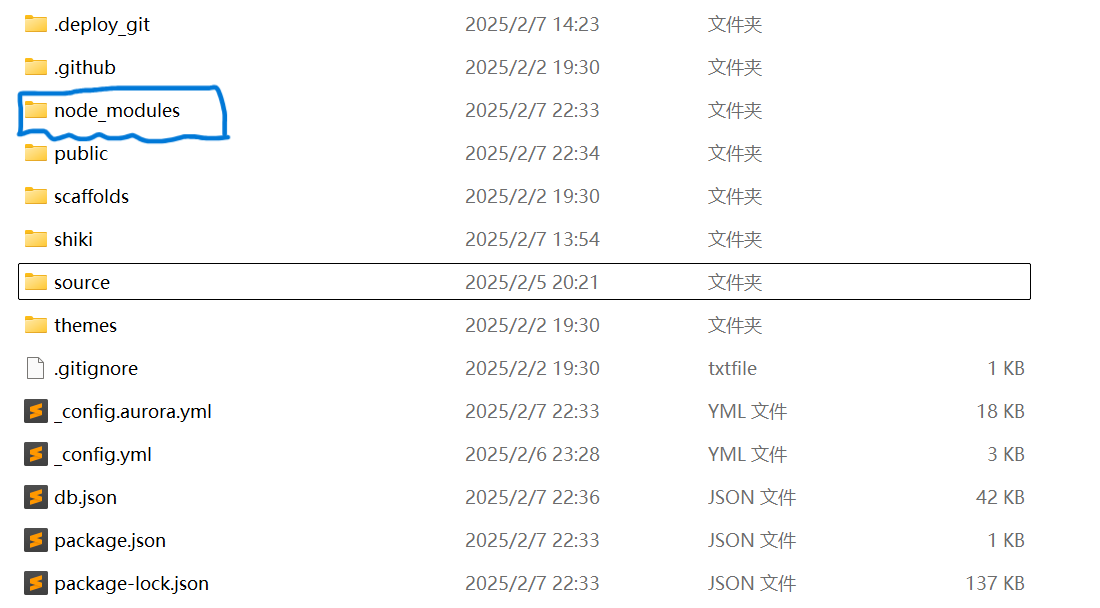 .deploy_git 2025/2/7 14:23 文件夹
.github 2025/2/2 19:30 文件夹
node_modules 2025/2/7 22:33 文件夹
public 2025/2/7 22:34 文件夹
scaffolds 2025/2/2 19:30 文件夹
shiki 2025/2/7 13:54 文件夹
source 2025/2/5 20:21 文件夹
themes 2025/2/2 19:30 文件夹
.gitignore 2025/2/2 19:30 txtfile 1 KB
_config.aurora.yml 2025/2/7 22:33 YML 文件 18 KB
_config.yml 2025/2/6 23:28 YML 文件 3 KB
db.json 2025/2/7 22:36 JSON 文件 42 KB
package.json 2025/2/7 22:33 JSON 文件 1 KB
package-lock.json 2025/2/7 22:33 JSON 文件 137 KB